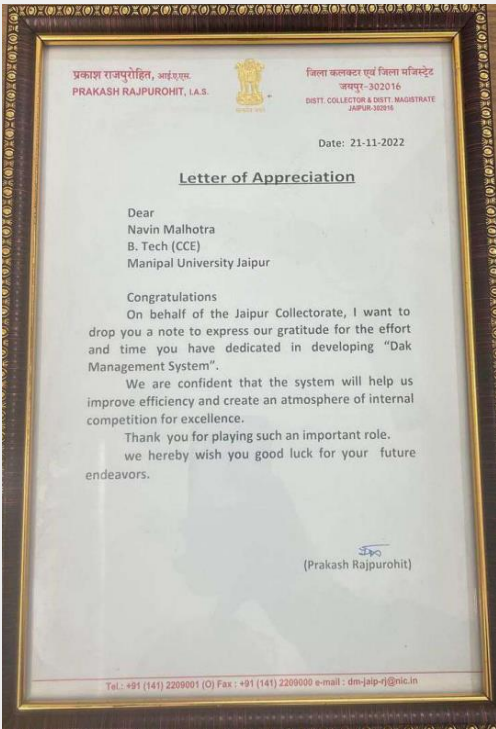 प्रकाश राजपुरोहित, आई.ए.एस.
PRAKASH RAJPUROHIT, I.A.S.
जिला कलक्टर एवं जिला मजिस्ट्रेट
जयपुर-302016
DISTT. COLLECTOR & DISTT. MAGISTRATE
JAIPUR-302016
Date: 21-11-2022
Letter of Appreciation
Dear
Navin Malhotra
B. Tech (CCE)
Manipal University Jaipur
Congratulations
On behalf of the Jaipur Collectorate, I want to
drop you a note to express our gratitude for the effort
and time you have dedicated in developing “Dak
Management System”.
We are confident that the system will help us
improve efficiency and create an atmosphere of internal
competition for excellence.
Thank you for playing such an important role.
we hereby wish you good luck for your future
endeavors.
(Prakash Rajpurohit)
Tel.: +91 (141) 2209001 (O) Fax : +91 (141) 2209000 e-mail : dm-jaip-rj@nic.in